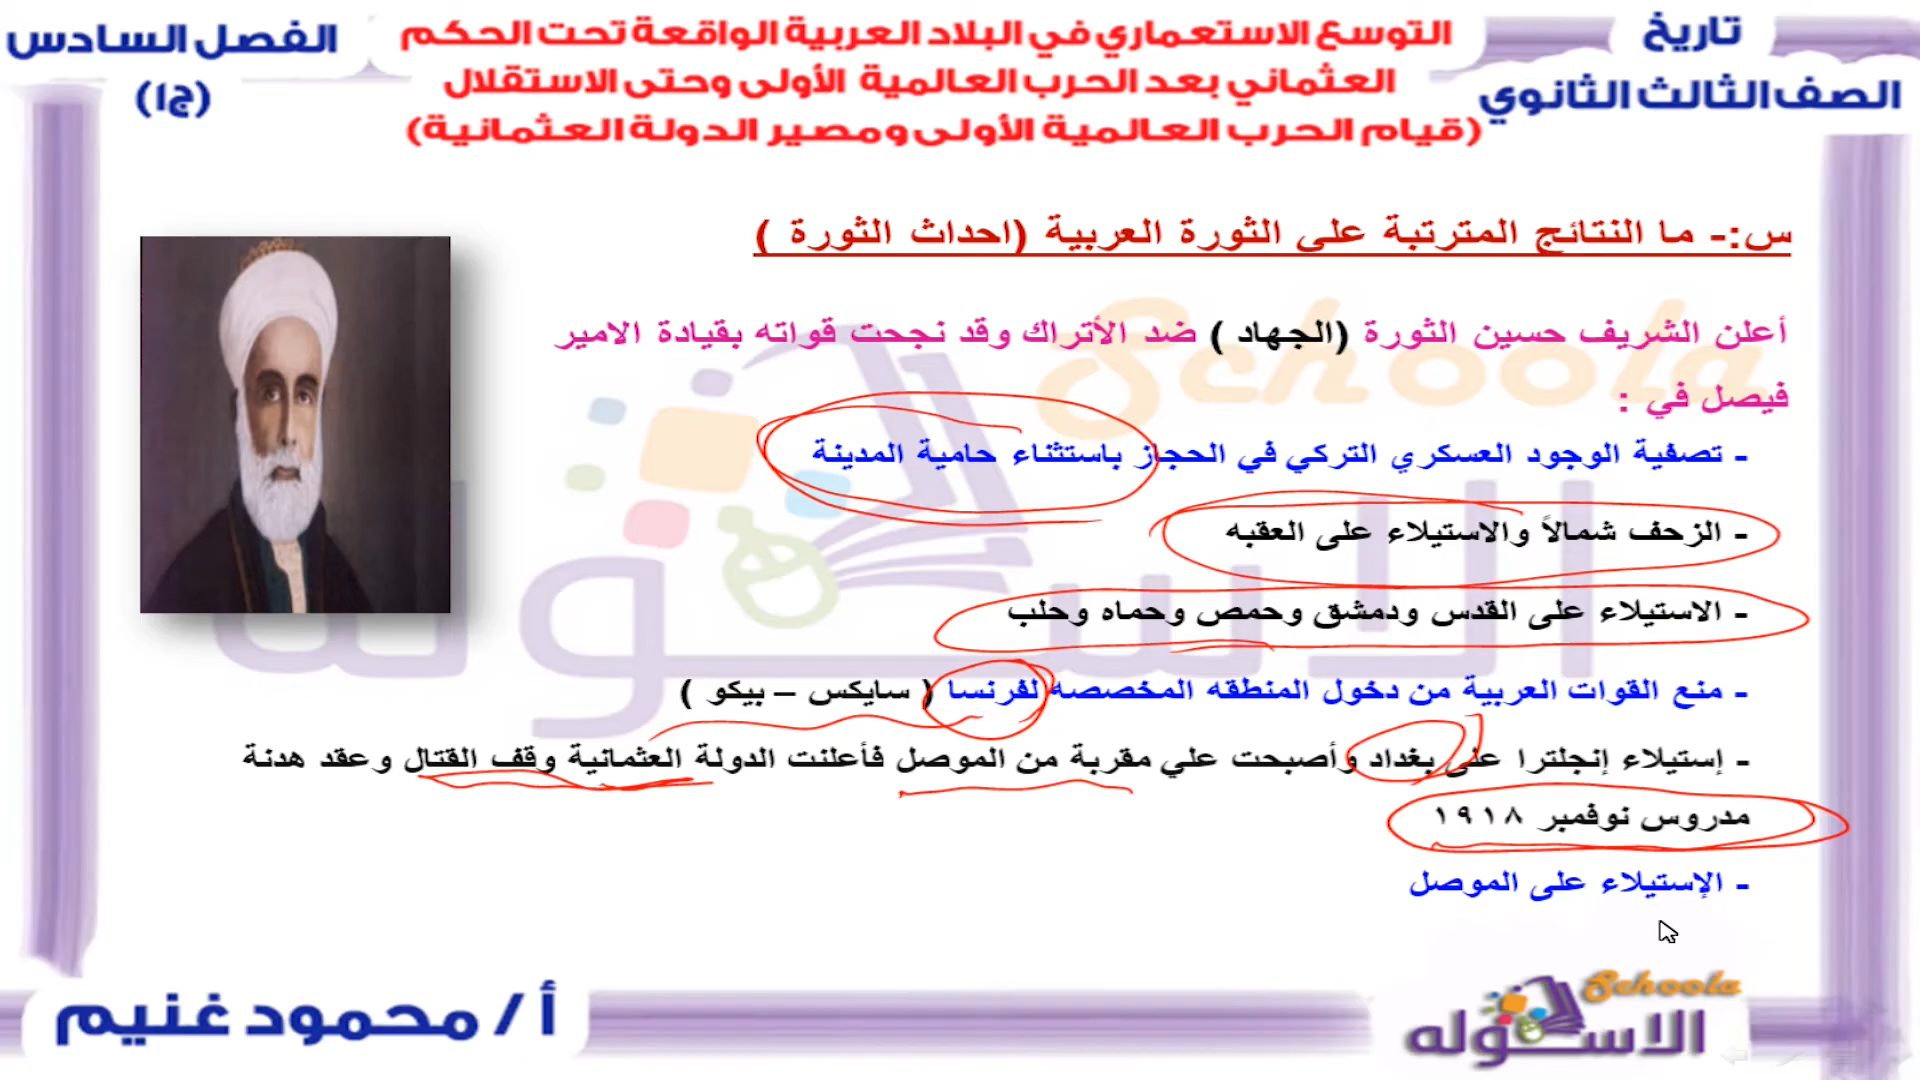 تاريخ
الصف الثالث الثانوي
التوسع الاستعماري في البلاد العربية الواقعة تحت الحكم
العثماني بعد الحرب العالمية الأولى وحتى الاستقلال
(قيام الحرب العالمية الأولى ومصير الدولة العثمانية)
الفصل السادس
(ج١)
س:- ما النتائج المترتبة على الثورة العربية (احداث الثورة )
أعلن الشريف حسين الثورة (الجهاد ) ضد الأتراك وقد نجحت قواته بقيادة الامير
فيصل في :
- تصفية الوجود العسكري التركي في الحجاز باستثناء حامية المدينة
- الزحف شمالاً والاستيلاء على العقبه
- الاستيلاء على القدس ودمشق وحمص وحماه وحلب
- منع القوات العربية من دخول المنطقه المخصصه لفرنسا ( سايكس – بيكو )
- إستيلاء إنجلترا على بغداد وأصبحت علي مقربة من الموصل فأعلنت الدولة العثمانية وقف القتال وعقد هدنة
مدروس نوفمبر ١٩١٨
- الإستيلاء على الموصل
أ / محمود غنيم
Schoola
الاسكوله